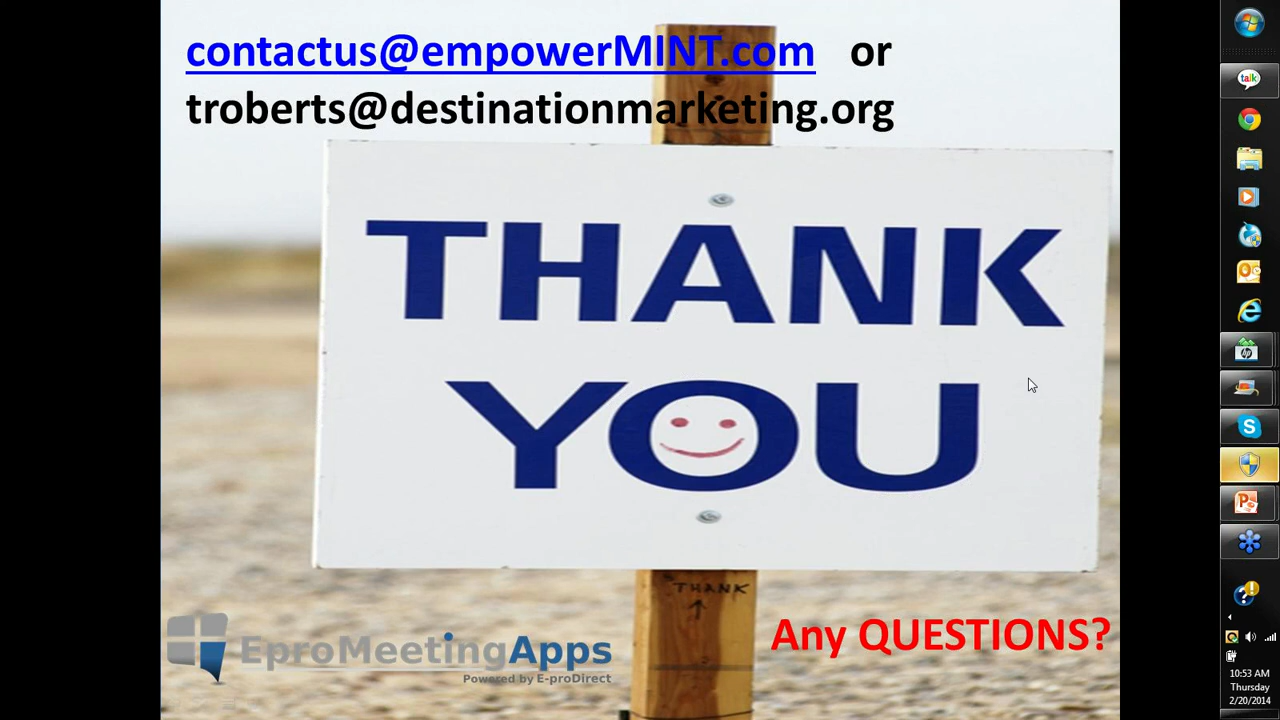 contactus@empowerMINT.com or
troberts@destinationmarketing.org
THANK
YOU
THANK
Any QUESTIONS?
EproMeetingApps
Powered by E-proDirect
talk
10:53 AM
Thursday
2/20/2014